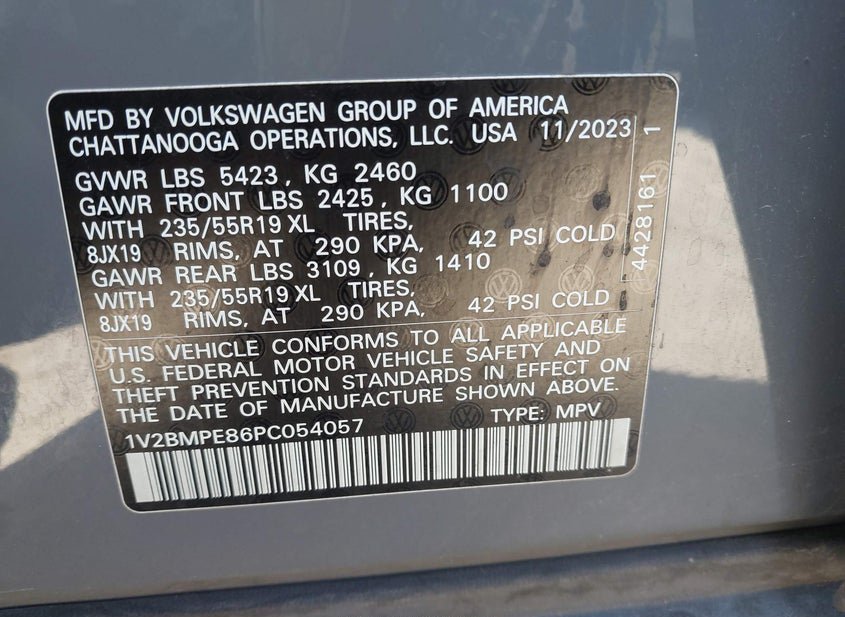 MFD BY VOLKSWAGEN GROUP OF AMERICA
CHATTANOOGA OPERATIONS, LLC. USA 11/2023
GVWR LBS 5423, KG 2460
GAWR FRONT LBS 2425, KG 1100
WITH 235/55R19 XL TIRES,
8JX19 RIMS, AT 290 KPA, 42 PSI COLD
GAWR REAR LBS 3109, KG 1410
WITH 235/55R19 XL TIRES,
8JX19 RIMS, AT 290 KPA, 42 PSI COLD
THIS VEHICLE CONFORMS TO ALL APPLICABLE
U.S. FEDERAL MOTOR VEHICLE SAFETY AND
THEFT PREVENTION STANDARDS IN EFFECT ON
THE DATE OF MANUFACTURE SHOWN ABOVE.
1V2BMPE86PC054057 TYPE: MPV
4428161 1